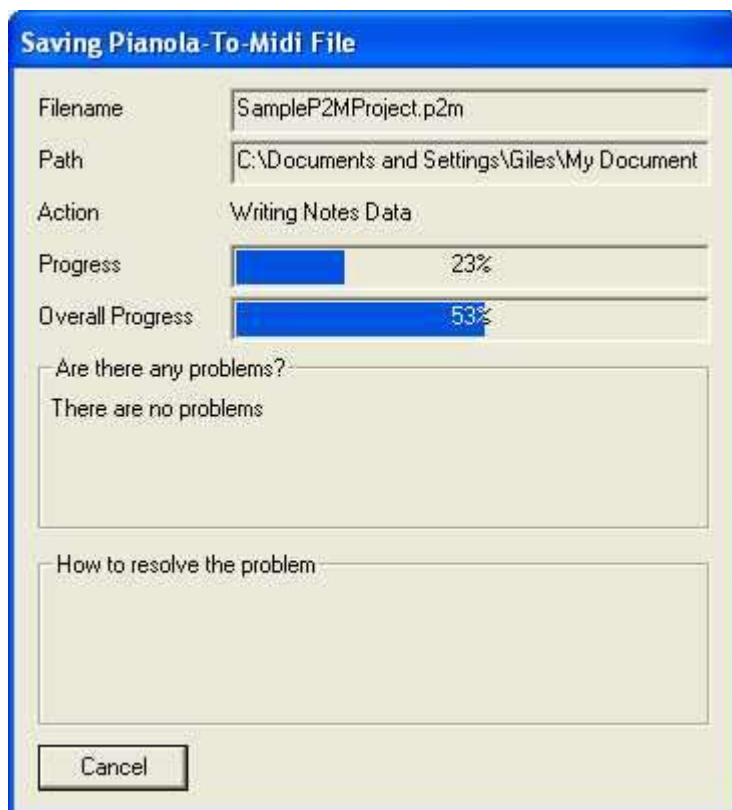 Saving Pianola-To-Midi File
Filename SampleP2MProject.p2m
Path C:\Documents and Settings\Giles\My Document
Action Writing Notes Data
Progress 23%
Overall Progress 53%
Are there any problems?
There are no problems
How to resolve the problem
Cancel